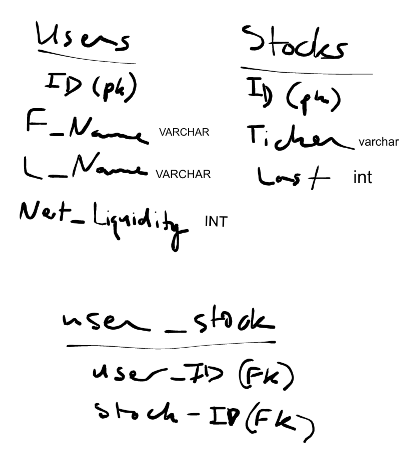 Users
ID (pk)
F_Name VARCHAR
L_Name VARCHAR
Net_Liquidity INT
Stocks
ID (pk)
Ticker varchar
Last int
user_stock
user_ID (FK)
stock-ID (FK)